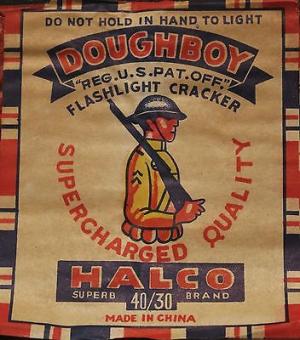 DO NOT HOLD IN HAND TO LIGHT
DOUGHBOY
"REG.U.S.PAT.OFF."
FLASHLIGHT CRACKER
SUPERCHARGED QUALITY
HALCO
SUPERB 40/30 BRAND
MADE IN CHINA